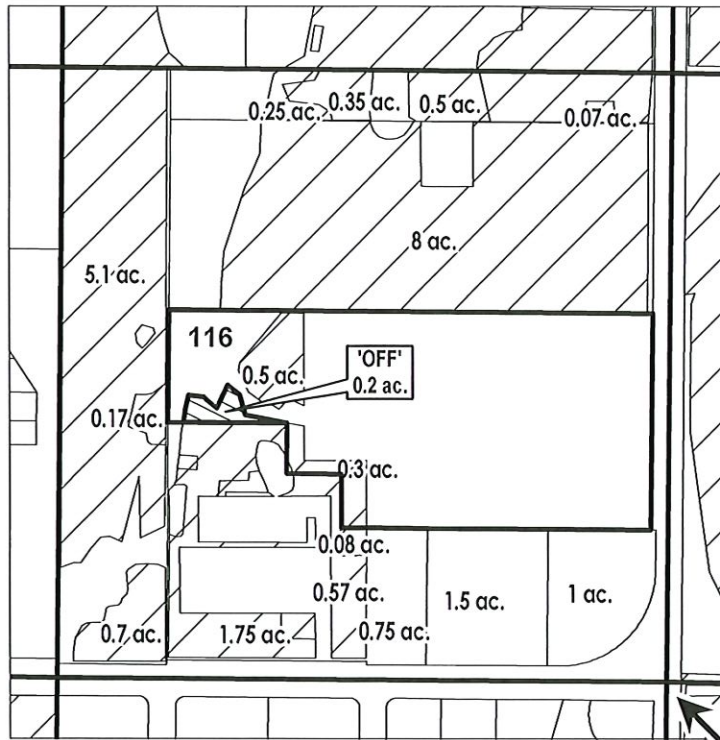 0.25 ac.
0.35 ac.
0.5 ac.
0.07 ac.
8 ac.
5.1 ac.
116
'OFF'
0.2 ac.
0.5 ac.
0.17 ac.
0.3 ac.
0.08 ac.
0.57 ac.
1.5 ac.
1 ac.
0.7 ac.
1.75 ac.
0.75 ac.